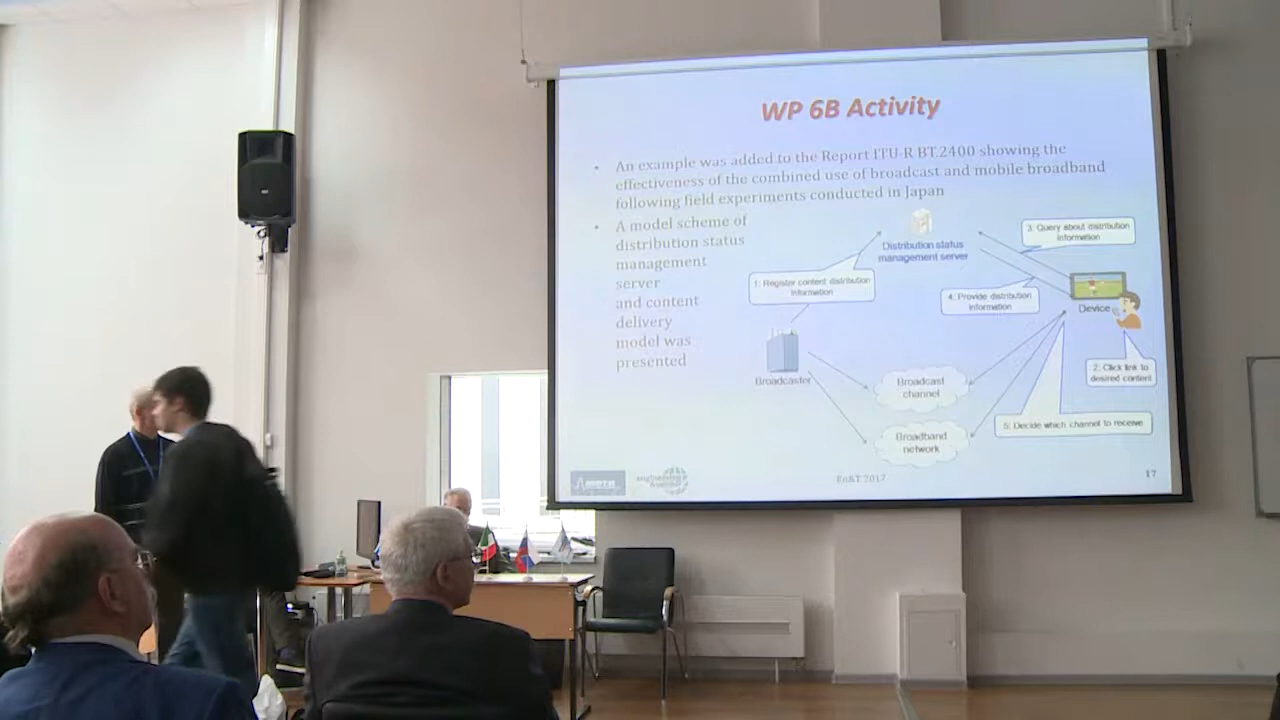 WP 6B Activity
• An example was added to the Report ITU-R BT.2400 showing the
effectiveness of the combined use of broadcast and mobile broadband
following field experiments conducted in Japan
• A model scheme of
distribution status
management
server
and content
delivery
model was
presented
Distribution status
management server
3: Query about distribution
information
1: Register content distribution
information
4: Provide distribution
information
Device
Broadcaster
2: Click link to
desired content
Broadcast
channel
5: Decide which channel to receive
Broadband
network
17